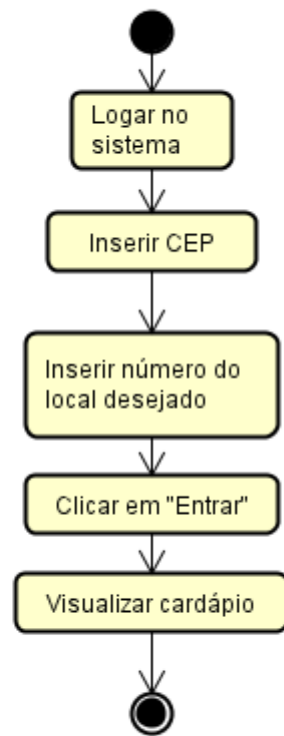 Logar no
sistema
Inserir CEP
Inserir número do
local desejado
Clicar em "Entrar"
Visualizar cardápio